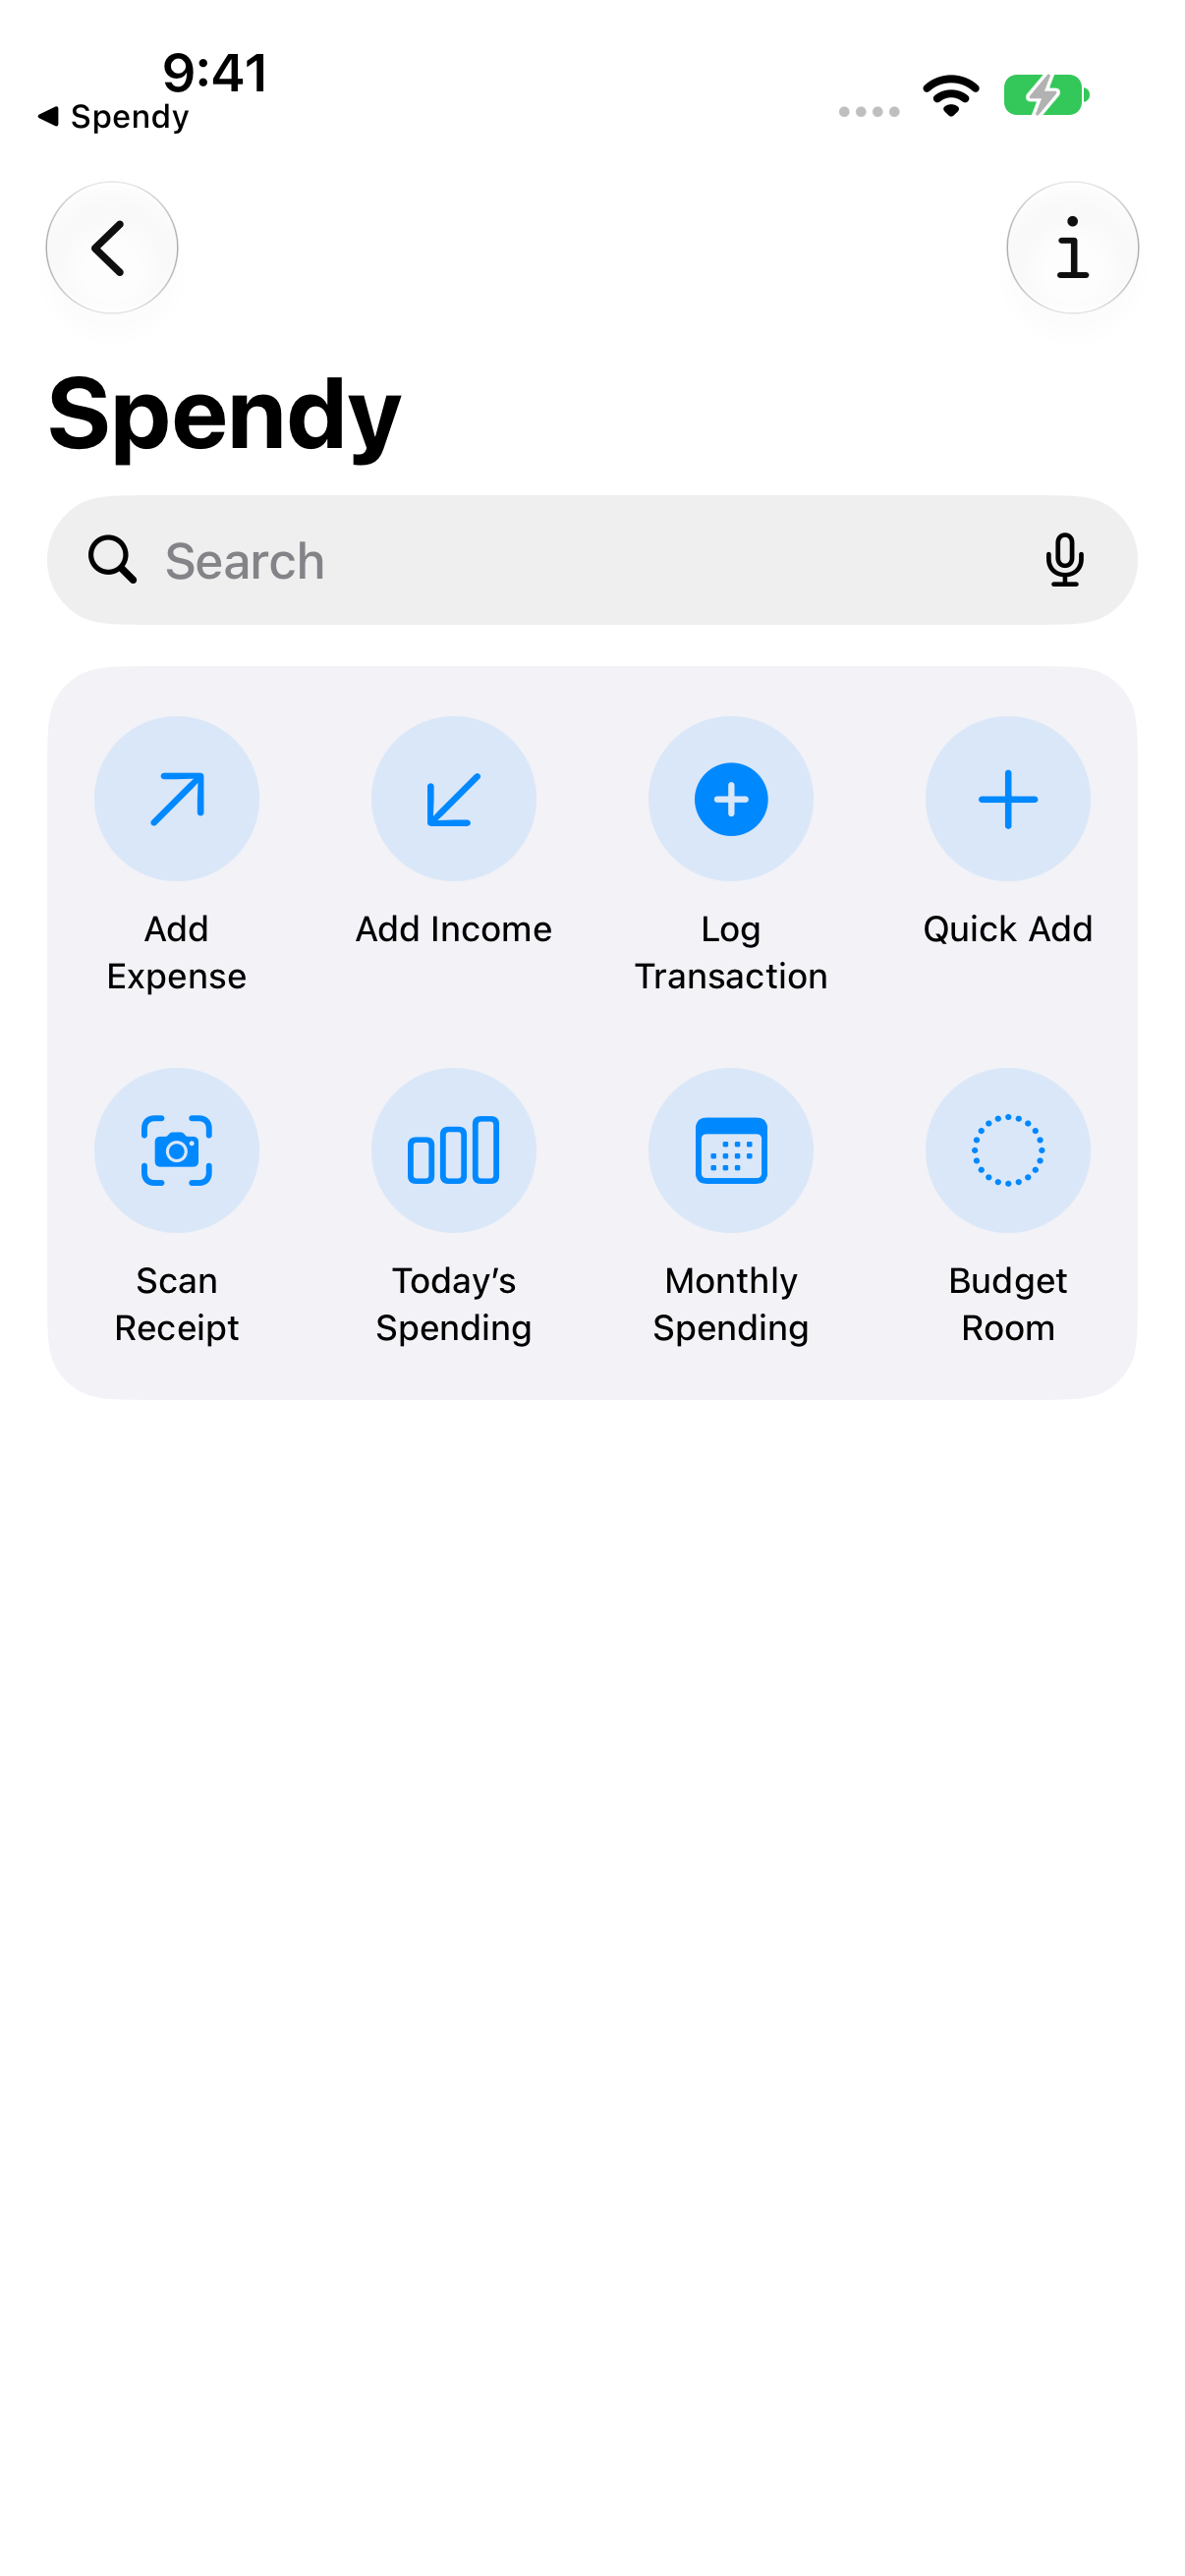 9:41
Spendy
Spendy
Search
Add
Expense
Add Income
Log
Transaction
Quick Add
Scan
Receipt
Today’s
Spending
Monthly
Spending
Budget
Room